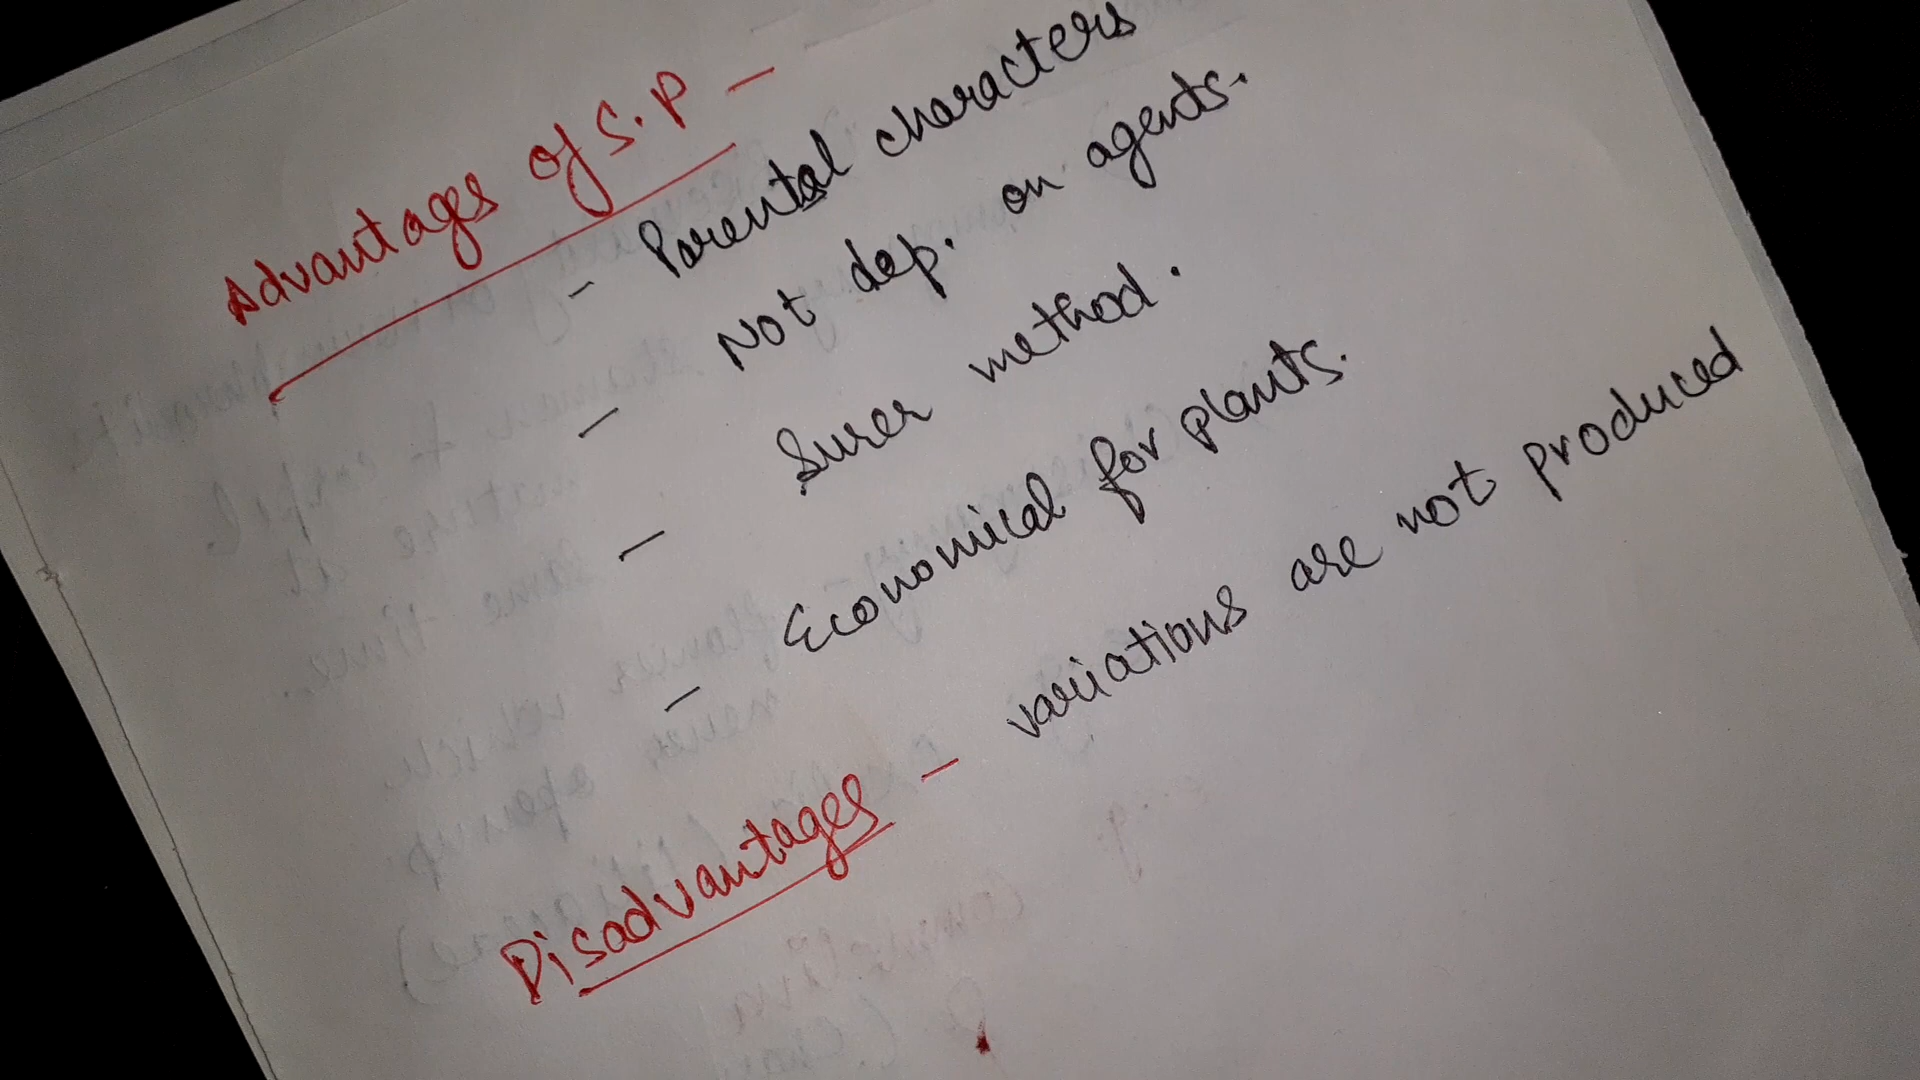 Advantages of S.P -
- Parental characters
- Not dep. on agents.
- Surer method.
- Economical for plants.
Disadvantages - variations are not produced